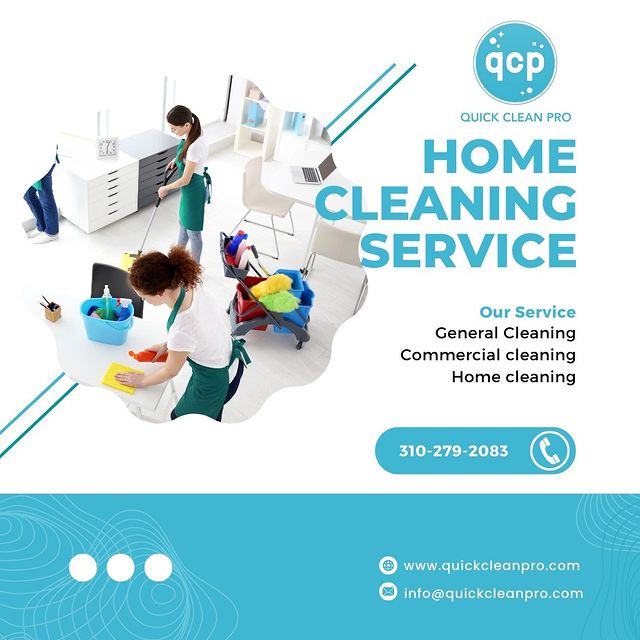 qcp
QUICK CLEAN PRO
HOME
CLEANING
SERVICE
Our Service
General Cleaning
Commercial cleaning
Home cleaning
310-279-2083
www.quickcleanpro.com
info@quickcleanpro.com